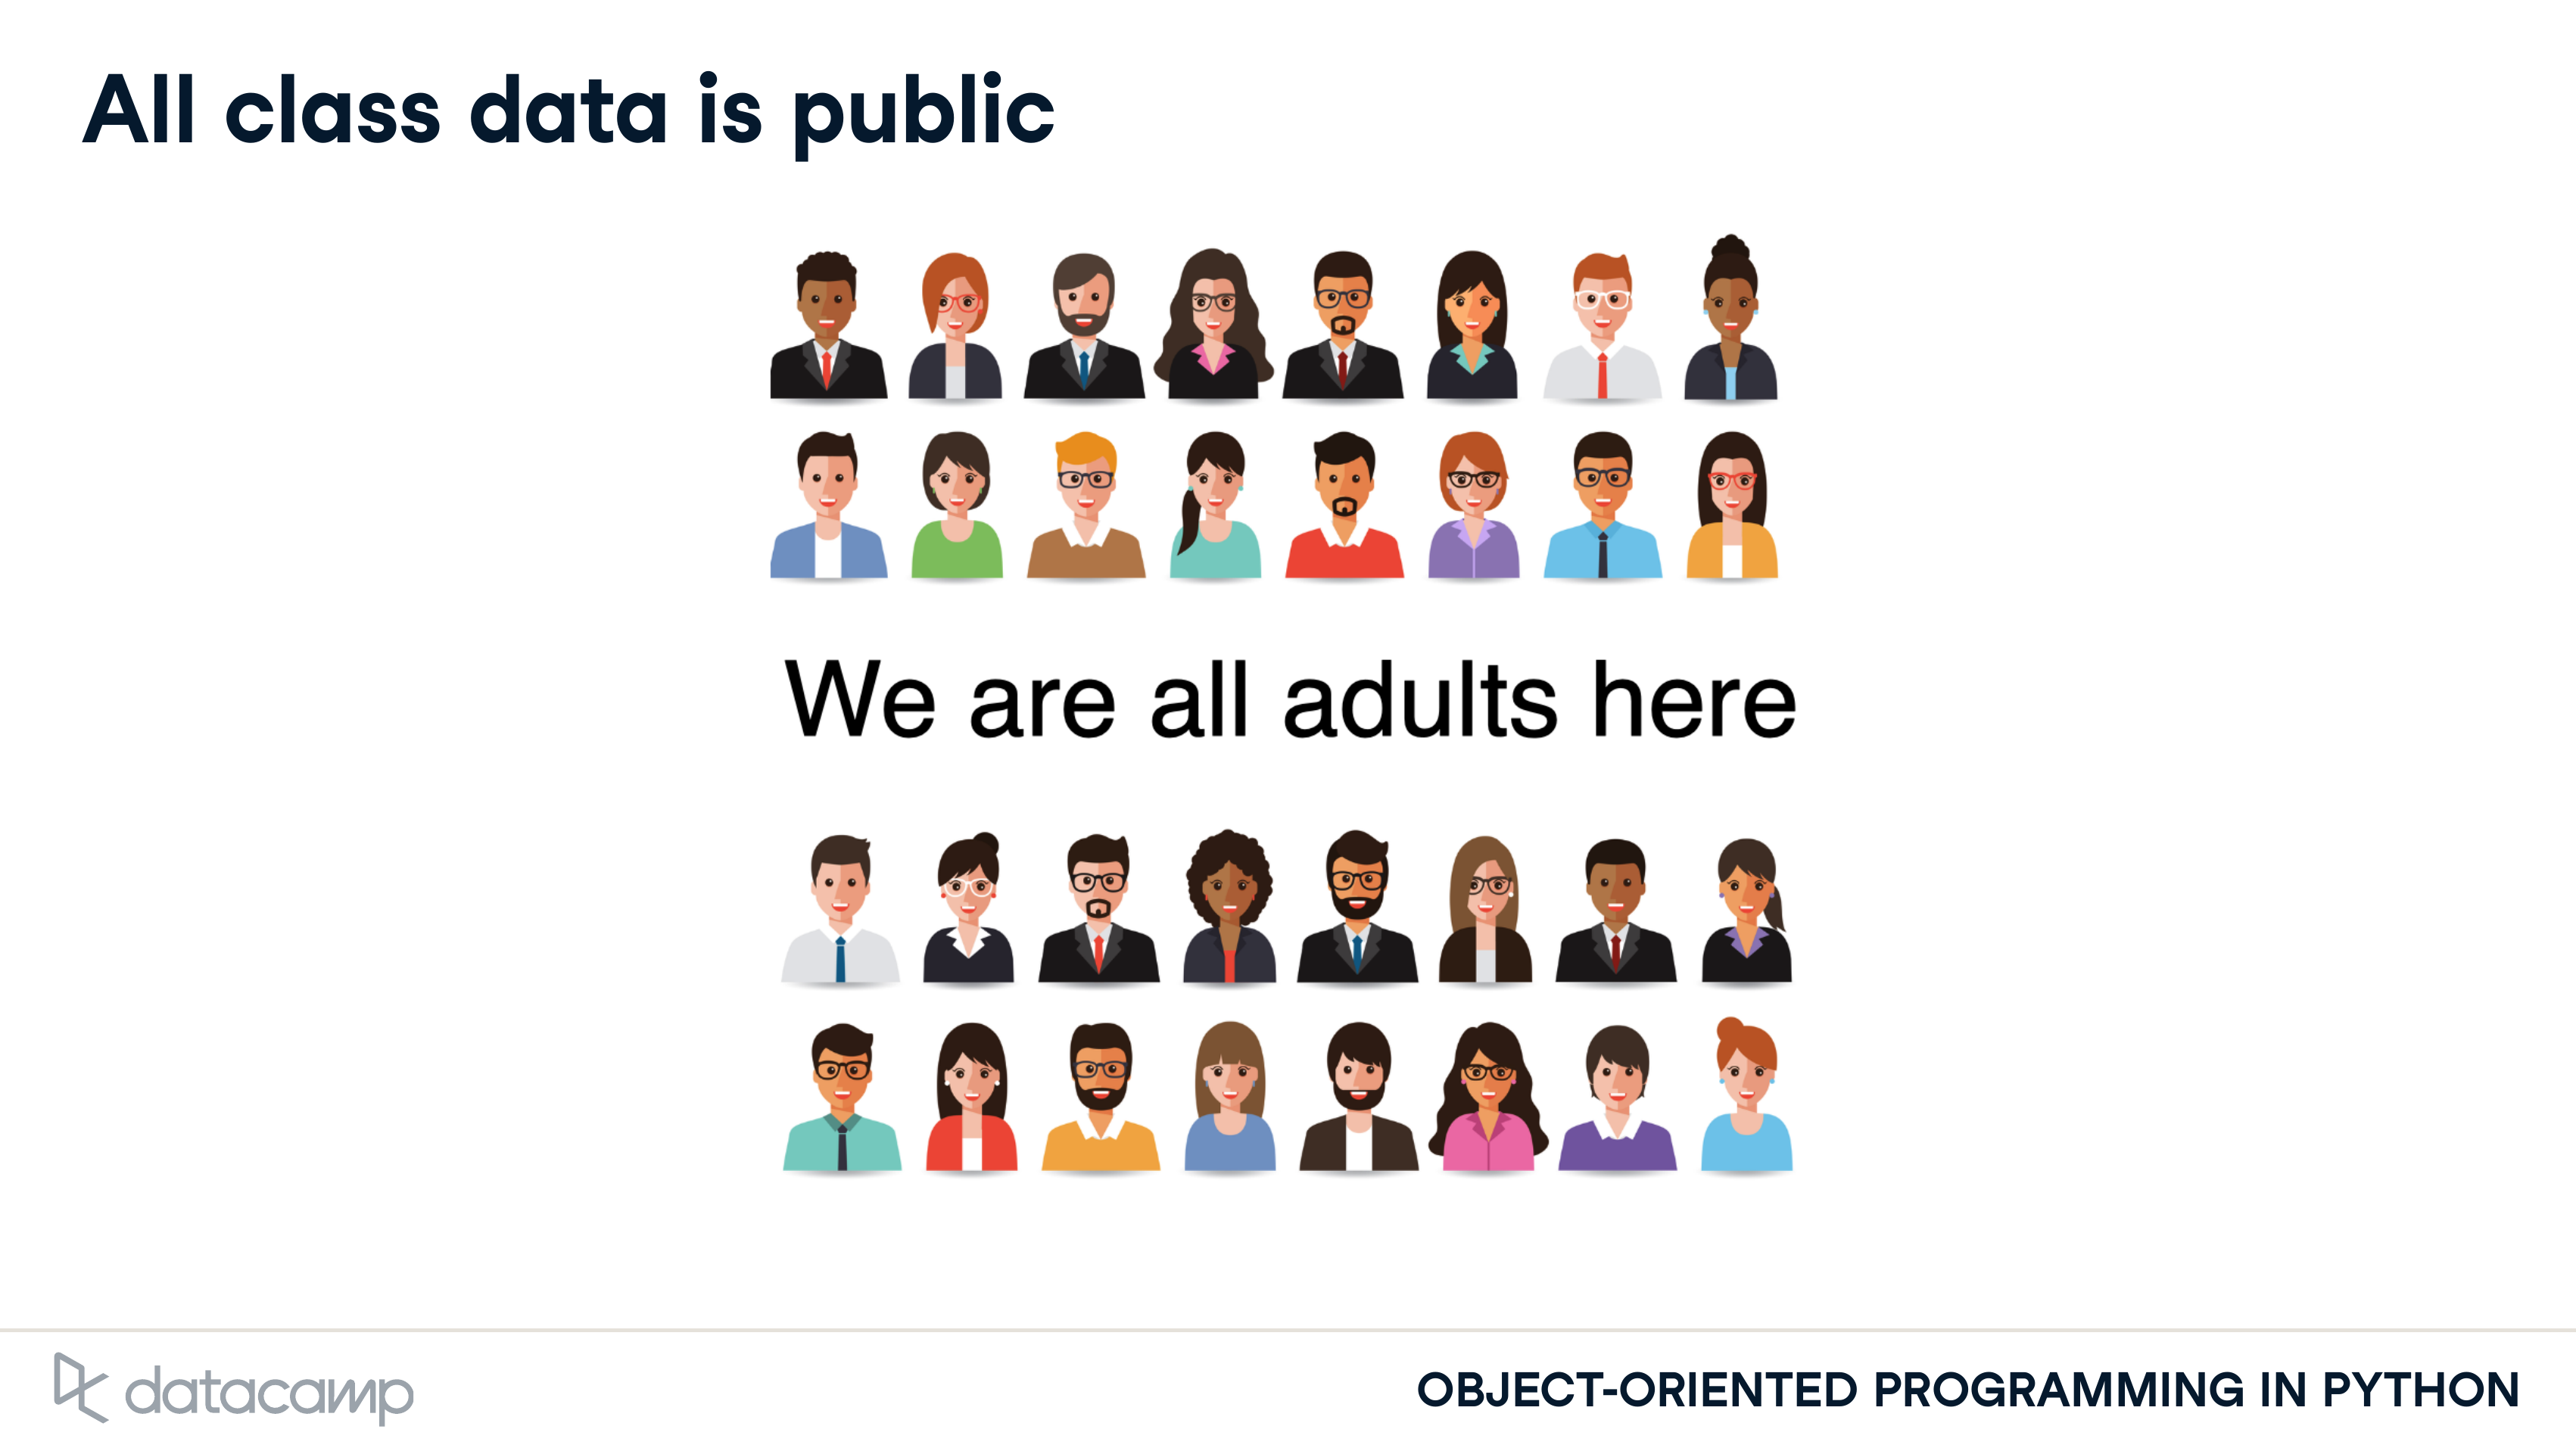 All class data is public
We are all adults here
datacamp
OBJECT-ORIENTED PROGRAMMING IN PYTHON